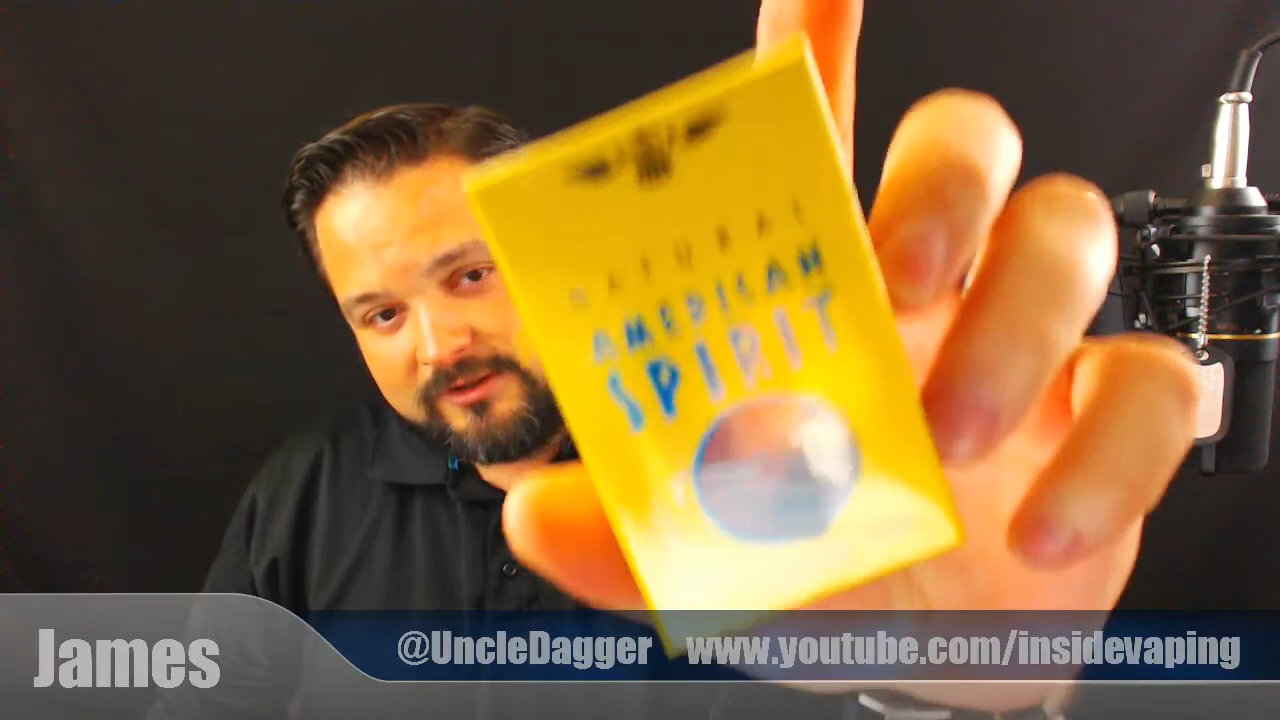 NATURAL
AMERICAN
SPIRIT
James
@UncleDagger www.youtube.com/insidevaping